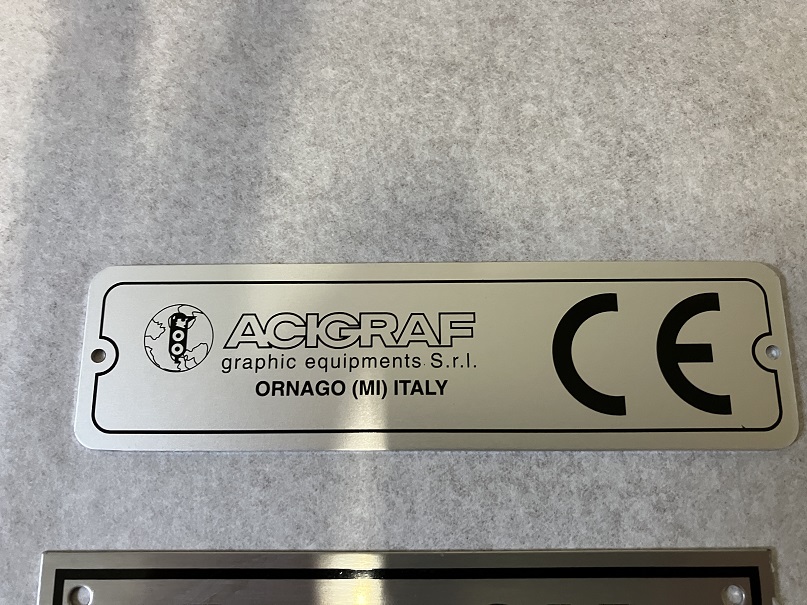 ACIGRAF
graphic equipments S.r.l.
ORNAGO (MI) ITALY
CE